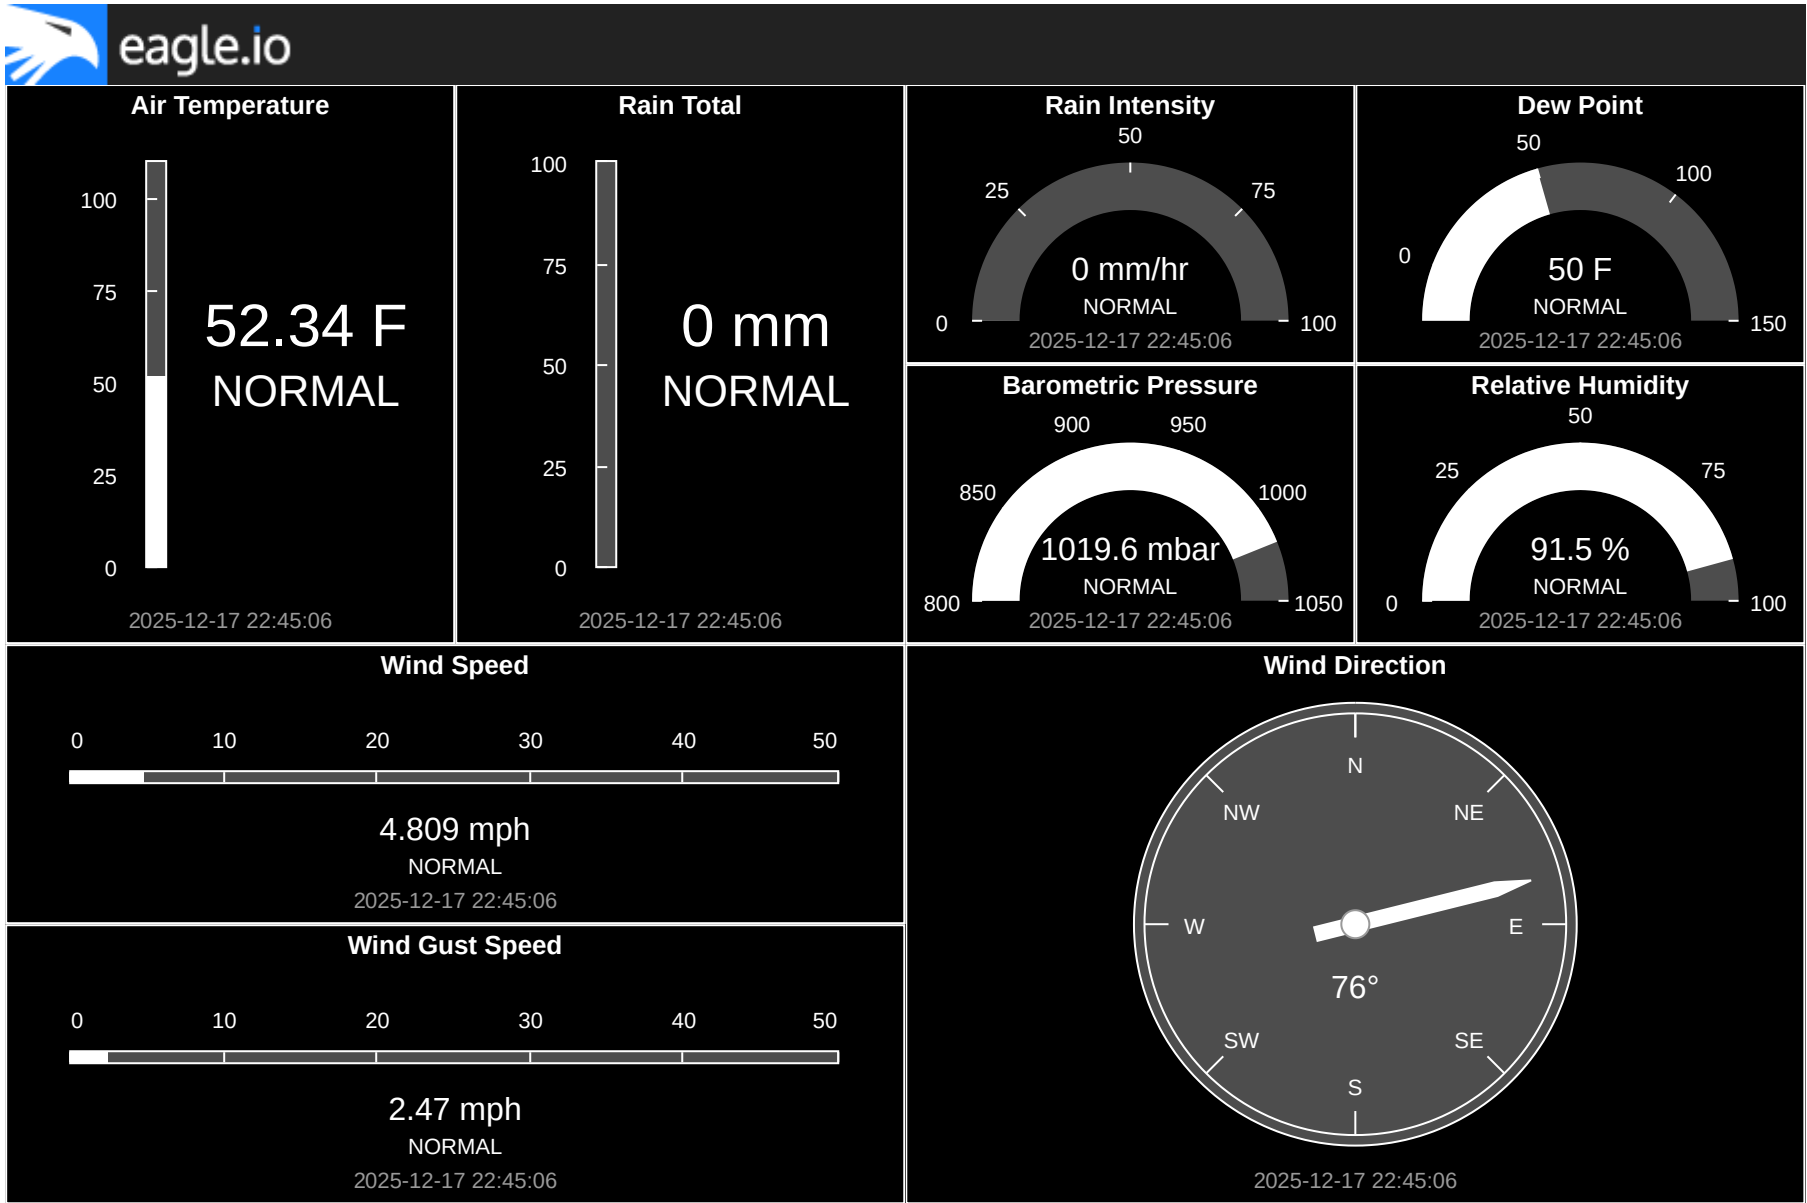 eagle.io
Air Temperature
100
75
50
25
0
52.34 F
NORMAL
2025-12-17 22:45:06
Rain Total
100
75
50
25
0
0 mm
NORMAL
2025-12-17 22:45:06
Rain Intensity
0
25
50
75
100
0 mm/hr
NORMAL
2025-12-17 22:45:06
Dew Point
0
50
100
150
50 F
NORMAL
2025-12-17 22:45:06
Barometric Pressure
800
850
900
950
1000
1050
1019.6 mbar
NORMAL
2025-12-17 22:45:06
Relative Humidity
0
25
50
75
100
91.5 %
NORMAL
2025-12-17 22:45:06
Wind Speed
0 10 20 30 40 50
4.809 mph
NORMAL
2025-12-17 22:45:06
Wind Gust Speed
0 10 20 30 40 50
2.47 mph
NORMAL
2025-12-17 22:45:06
Wind Direction
N
NW NE
W E
76°
SW SE
S
2025-12-17 22:45:06